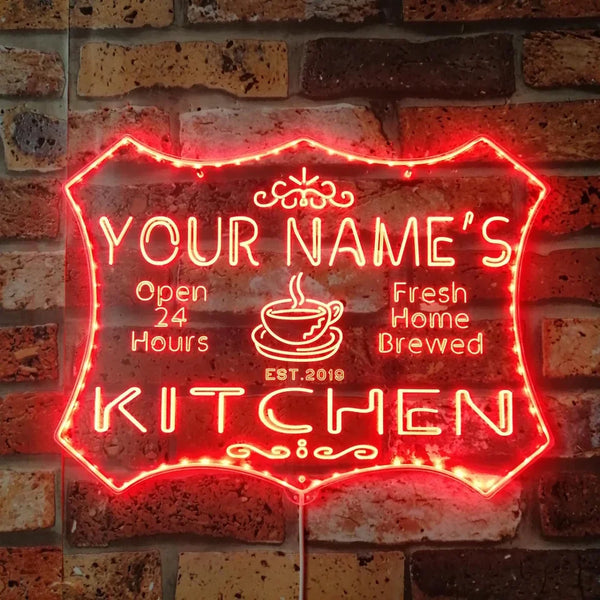 YOUR NAME'S
Open
24
Hours
Fresh
Home
Brewed
EST.2019
KITCHEN